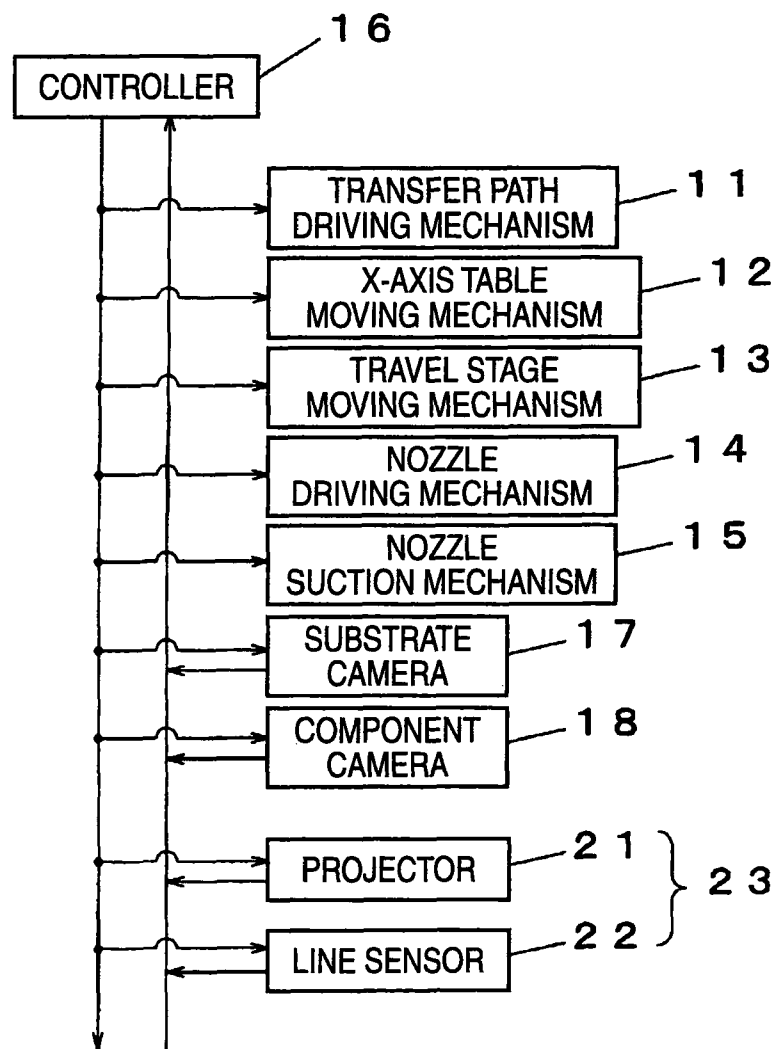 16
CONTROLLER
TRANSFER PATH
DRIVING MECHANISM
11
X-AXIS TABLE
MOVING MECHANISM
12
TRAVEL STAGE
MOVING MECHANISM
13
NOZZLE
DRIVING MECHANISM
14
NOZZLE
SUCTION MECHANISM
15
SUBSTRATE
CAMERA
17
COMPONENT
CAMERA
18
PROJECTOR
21
LINE SENSOR
22
23